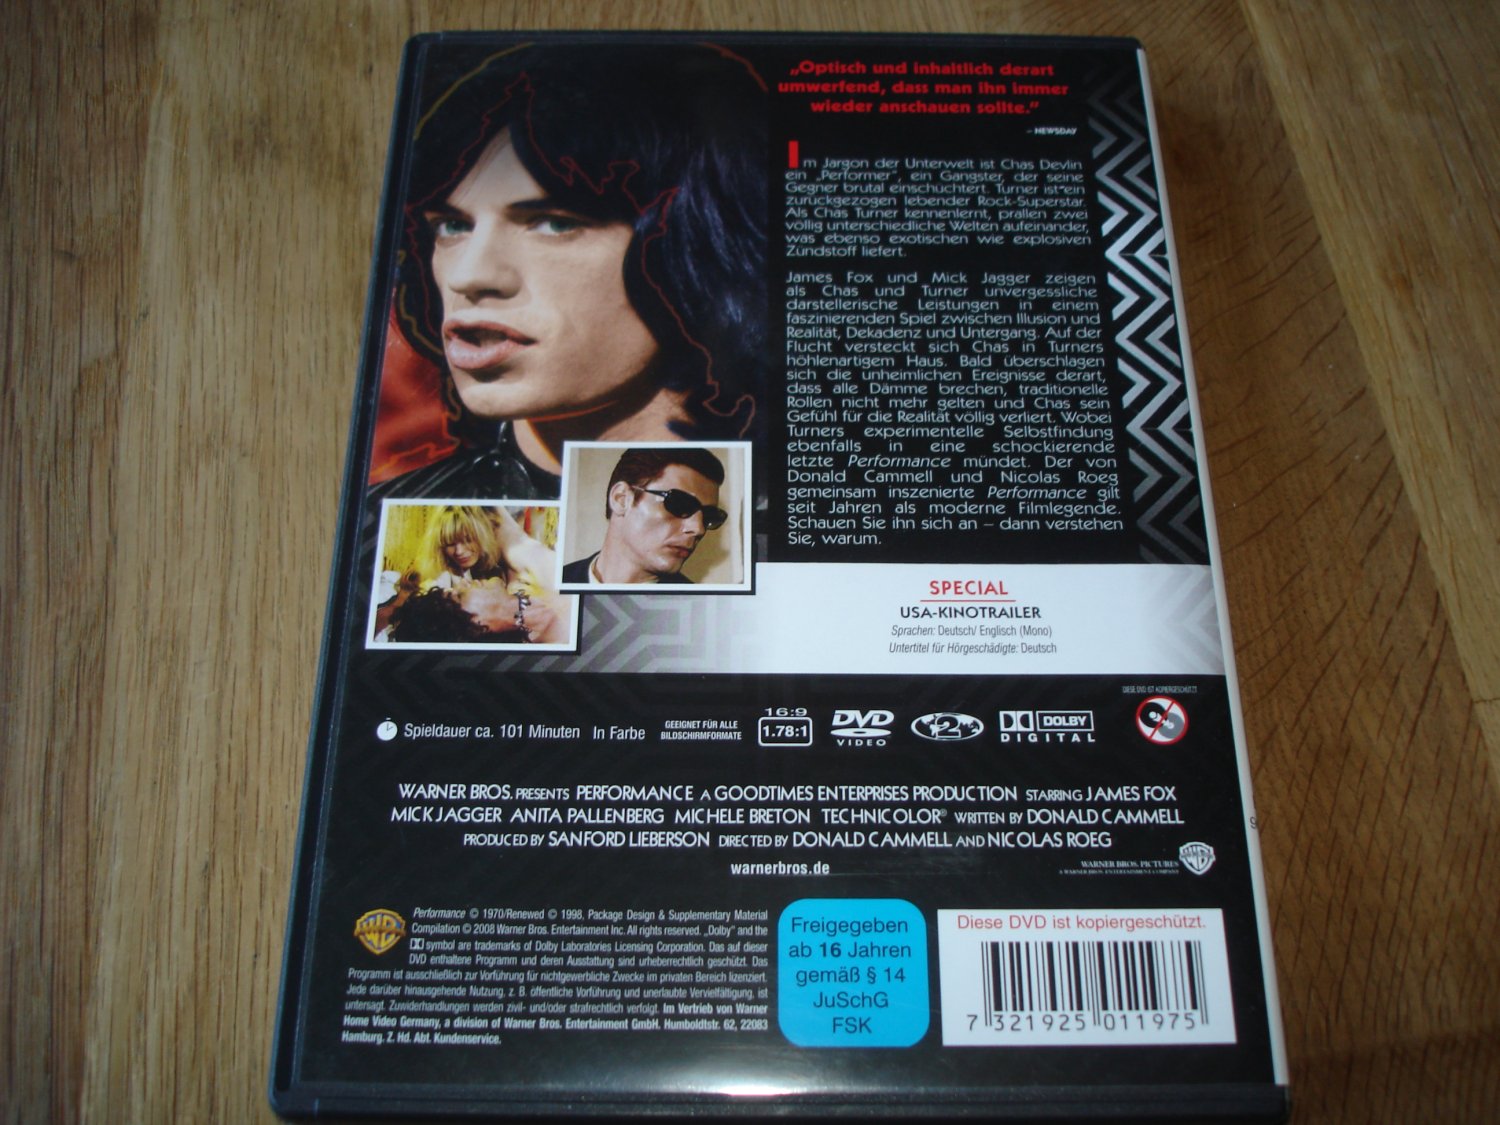 „Optisch und inhaltlich derart
umwerfend, dass man ihn immer
wieder anschauen sollte.”
– NEWSDAY
Im Jargon der Unterwelt ist Chas Devlin
ein „Performer”, ein Gangster, der seine
Gegner brutal einschüchtert. Turner ist ein
zurückgezogen lebender Rock-Superstar.
Als Chas Turner kennenlernt, prallen zwei
völlig unterschiedliche Welten aufeinander,
was ebenso exotischen wie explosiven
Zündstoff liefert.
James Fox und Mick Jagger zeigen
als Chas und Turner unvergessliche
darstellerische Leistungen in einem
faszinierenden Spiel zwischen Illusion und
Realität, Dekadenz und Untergang. Auf der
Flucht versteckt sich Chas in Turners
höhlenartigem Haus. Bald überschlagen
sich die unheimlichen Ereignisse derart,
dass alle Dämme brechen, traditionelle
Rollen nicht mehr gelten und Chas sein
Gefühl für die Realität völlig verliert. Wobei
Turners experimentelle Selbstfindung
ebenfalls in eine schockierende
letzte Performance mündet. Der von
Donald Cammell und Nicolas Roeg
gemeinsam inszenierte Performance gilt
seit Jahren als moderne Filmlegende.
Schauen Sie ihn sich an – dann verstehen
Sie, warum.
SPECIAL
USA-KINOTRAILER
Sprachen: Deutsch/ Englisch (Mono)
Untertitel für Hörgeschädigte: Deutsch
DIESE DVD IST KOPIERGESCHÜTZT
Spieldauer ca. 101 Minuten In Farbe
GEEIGNET FÜR ALLE
BILDSCHIRMFORMATE
16:9
1.78:1
DVD
VIDEO
2
DOLBY
DIGITAL
WARNER BROS. PRESENTS PERFORMANCE A GOODTIMES ENTERPRISES PRODUCTION STARRING JAMES FOX
MICK JAGGER ANITA PALLENBERG MICHELE BRETON TECHNICOLOR® WRITTEN BY DONALD CAMMELL
PRODUCED BY SANFORD LIEBERSON DIRECTED BY DONALD CAMMELL AND NICOLAS ROEG
warnerbros.de
WARNER BROS. PICTURES
A WARNER BROS. ENTERTAINMENT COMPANY
WB
WB
Performance © 1970/Renewed © 1998, Package Design & Supplementary Material
Compilation © 2008 Warner Bros. Entertainment Inc. All rights reserved. „Dolby” and the
symbol are trademarks of Dolby Laboratories Licensing Corporation. Das auf dieser
DVD enthaltene Programm und deren Ausstattung sind urheberrechtlich geschützt. Das
Programm ist ausschließlich zur Vorführung für nichtgewerbliche Zwecke im privaten Bereich lizenziert.
Jede darüber hinausgehende Nutzung, z. B. öffentliche Vorführung und unerlaubte Vervielfältigung, ist
untersagt. Zuwiderhandlungen werden zivil- und/oder strafrechtlich verfolgt. Im Vertrieb von Warner
Home Video Germany, a division of Warner Bros. Entertainment GmbH. Humboldtstr. 62, 22083
Hamburg. Z. Hd. Abt. Kundenservice.
Freigegeben
ab 16 Jahren
gemäß § 14
JuSchG
FSK
Diese DVD ist kopiergeschützt.
7 321925 011975